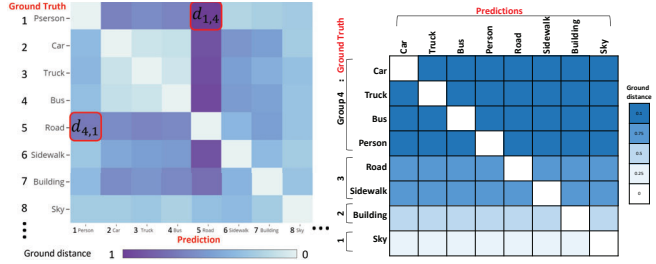 Ground Truth
1 Pserson
2 Car
3 Truck
4 Bus
5 Road
6 Sidewalk
7 Building
8 Sky
d1,4
d4,1
1 Person 2 Car 3 Truck 4 Bus 5 Road 6 Sidewalk 7 Building 8 Sky
Prediction
Ground distance 1 0
Predictions
Ground Truth
Car Truck Bus Person Road Sidewalk Building Sky
Group 4 :
3
2
1
Car
Truck
Bus
Person
Road
Sidewalk
Building
Sky
Ground
distance
0.75
0.5
0.25
0